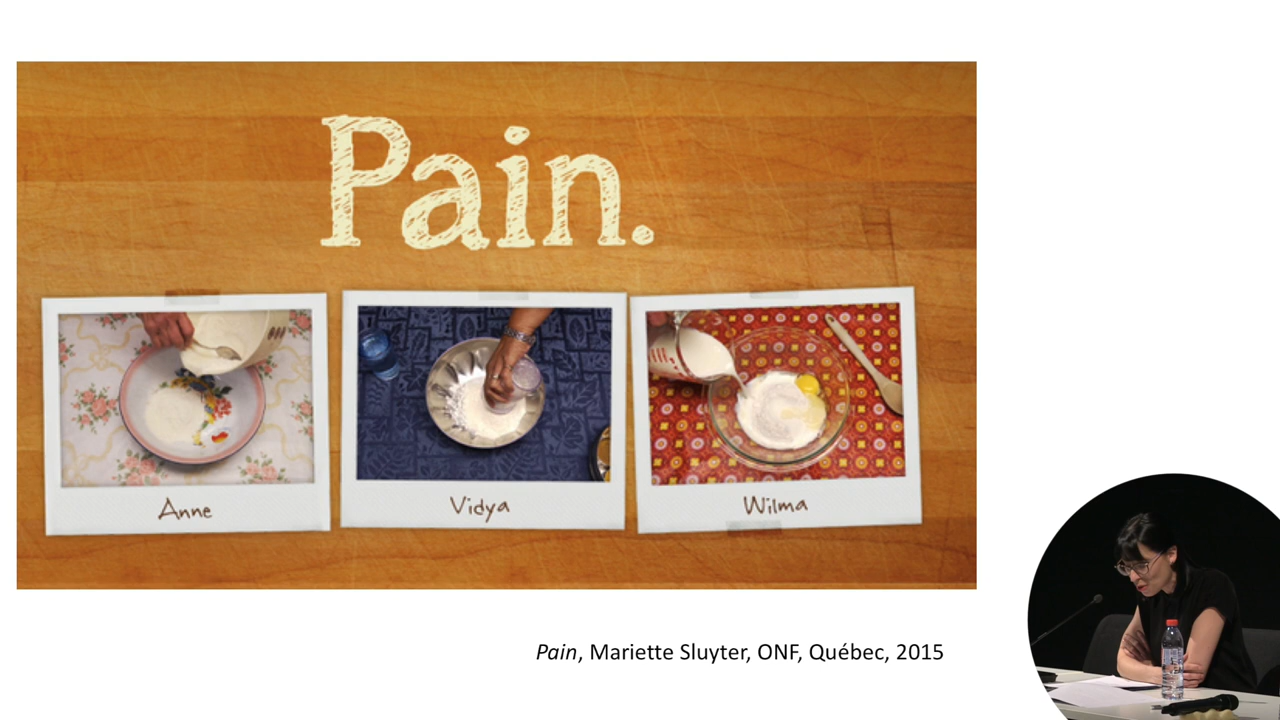 Pain.
Anne
Vidya
Wilma
Pain, Mariette Sluyter, ONF, Québec, 2015